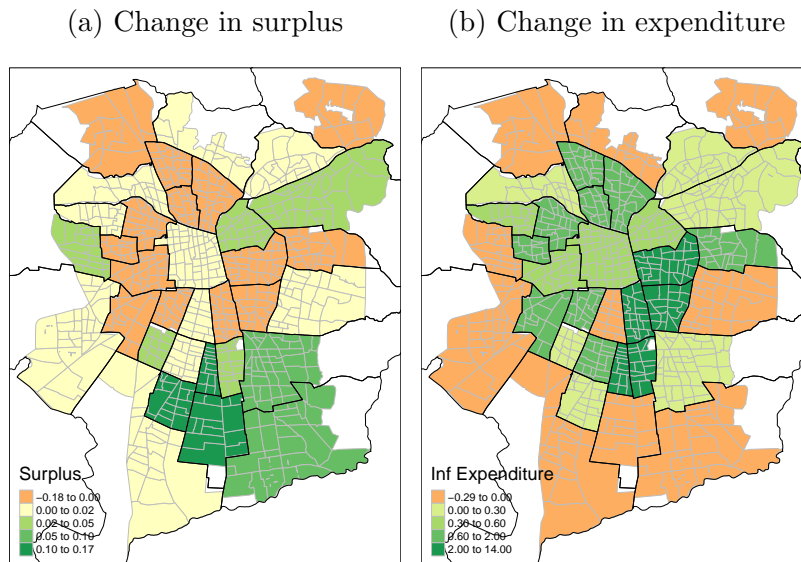 (a) Change in surplus
(b) Change in expenditure
Surplus
−0.18 to 0.00
0.00 to 0.02
0.02 to 0.05
0.05 to 0.10
0.10 to 0.17
Inf Expenditure
−0.29 to 0.00
0.00 to 0.30
0.30 to 0.60
0.60 to 2.00
2.00 to 14.00